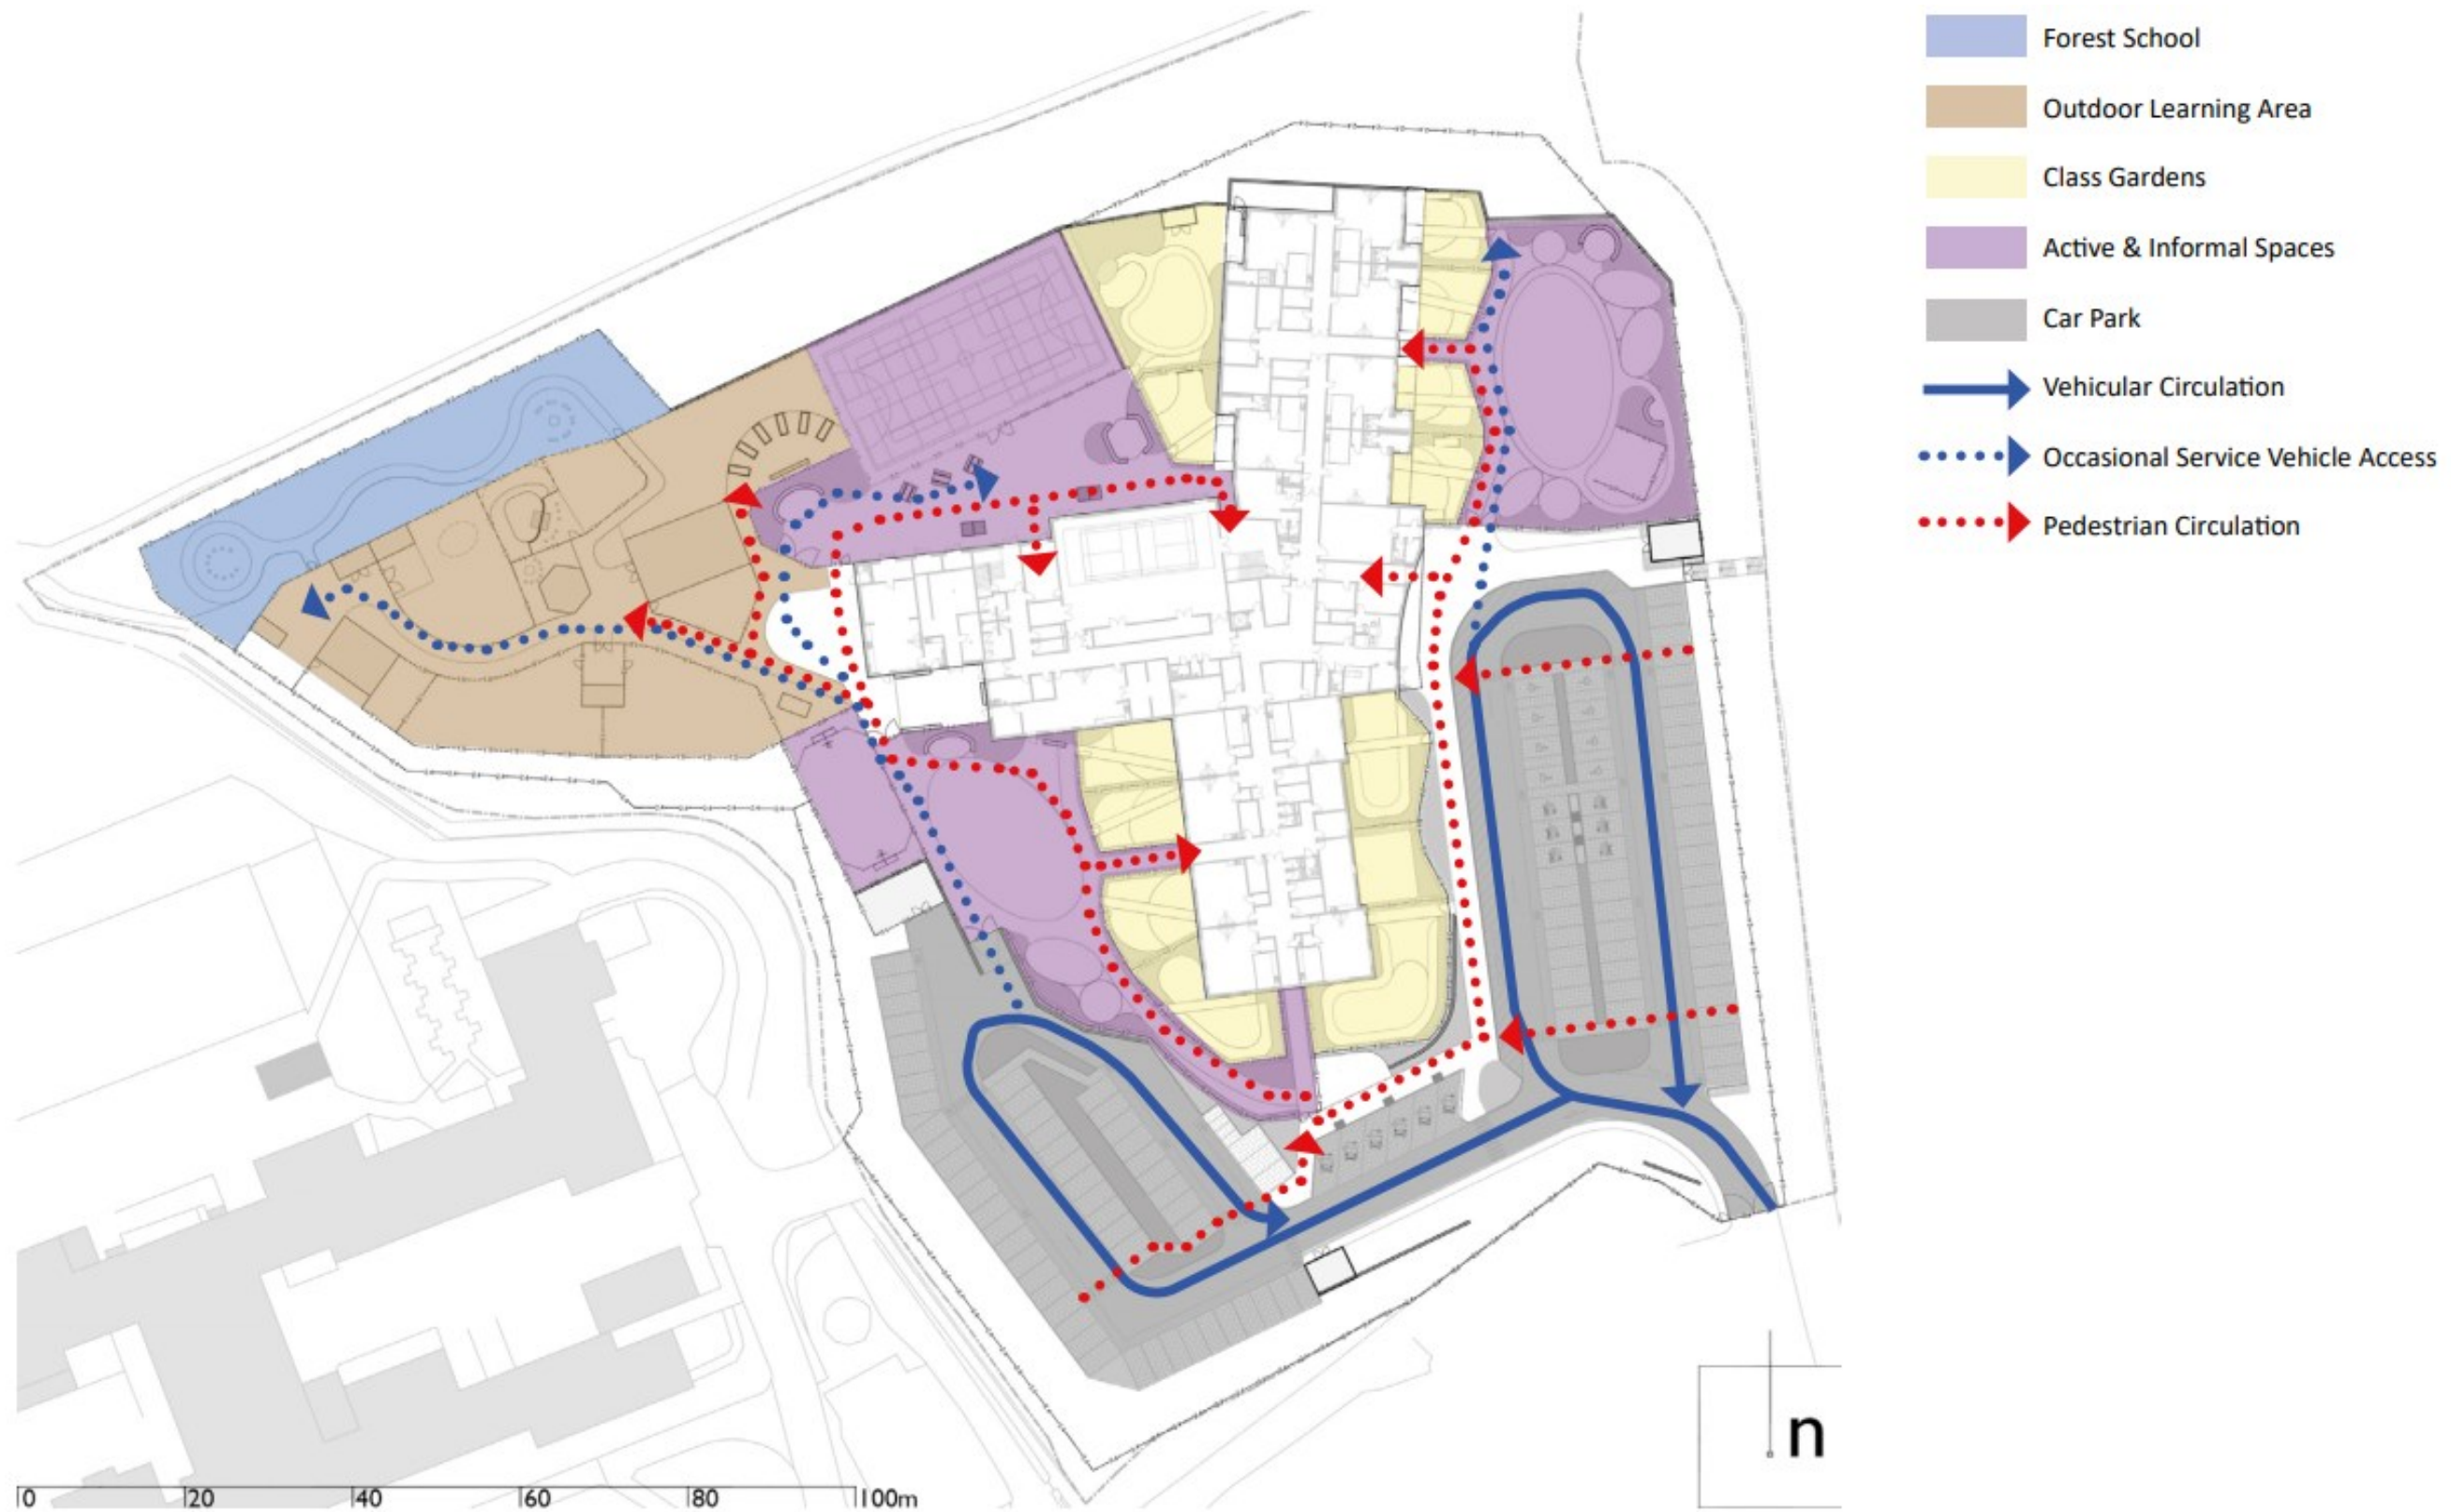 Forest School
Outdoor Learning Area
Class Gardens
Active & Informal Spaces
Car Park
Vehicular Circulation
Occasional Service Vehicle Access
Pedestrian Circulation
n
0 20 40 60 80 100m